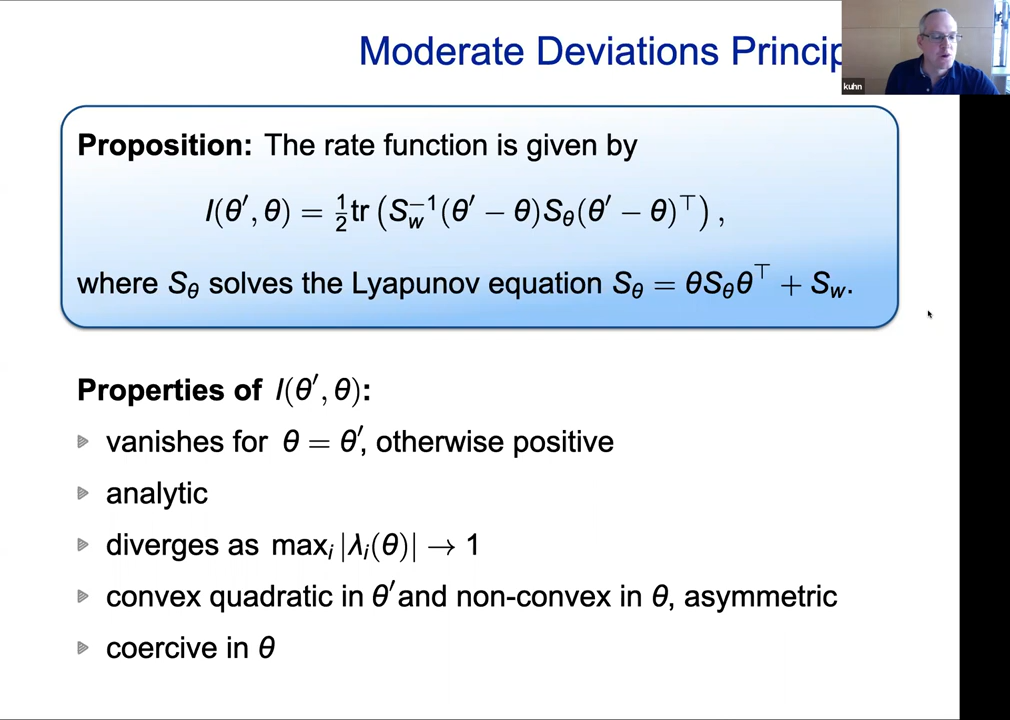 Moderate Deviations Princip
kuhn
Proposition: The rate function is given by
I(θ′, θ) = ½tr (S_w⁻¹(θ′ − θ)S_θ(θ′ − θ)⊤) ,
where S_θ solves the Lyapunov equation S_θ = θS_θθ⊤ + S_w.
Properties of I(θ′, θ):
vanishes for θ = θ′, otherwise positive
analytic
diverges as maxᵢ |λᵢ(θ)| → 1
convex quadratic in θ′ and non-convex in θ, asymmetric
coercive in θ